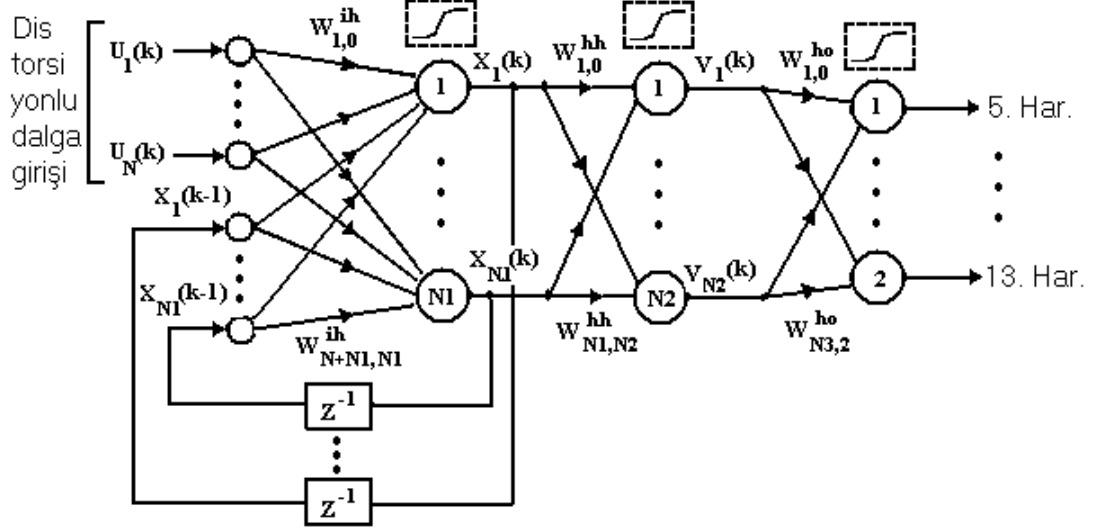 Dis
torsi
yonlu
dalga
girişi
U1(k)
UN(k)
X1(k-1)
XN1(k-1)
W1,0 ih
WN+N1,N1 ih
1
N1
X1(k)
XN1(k)
W1,0 hh
WN1,N2 hh
1
N2
V1(k)
VN2(k)
W1,0 ho
WN3,2 ho
1
2
5. Har.
13. Har.
Z-1
Z-1